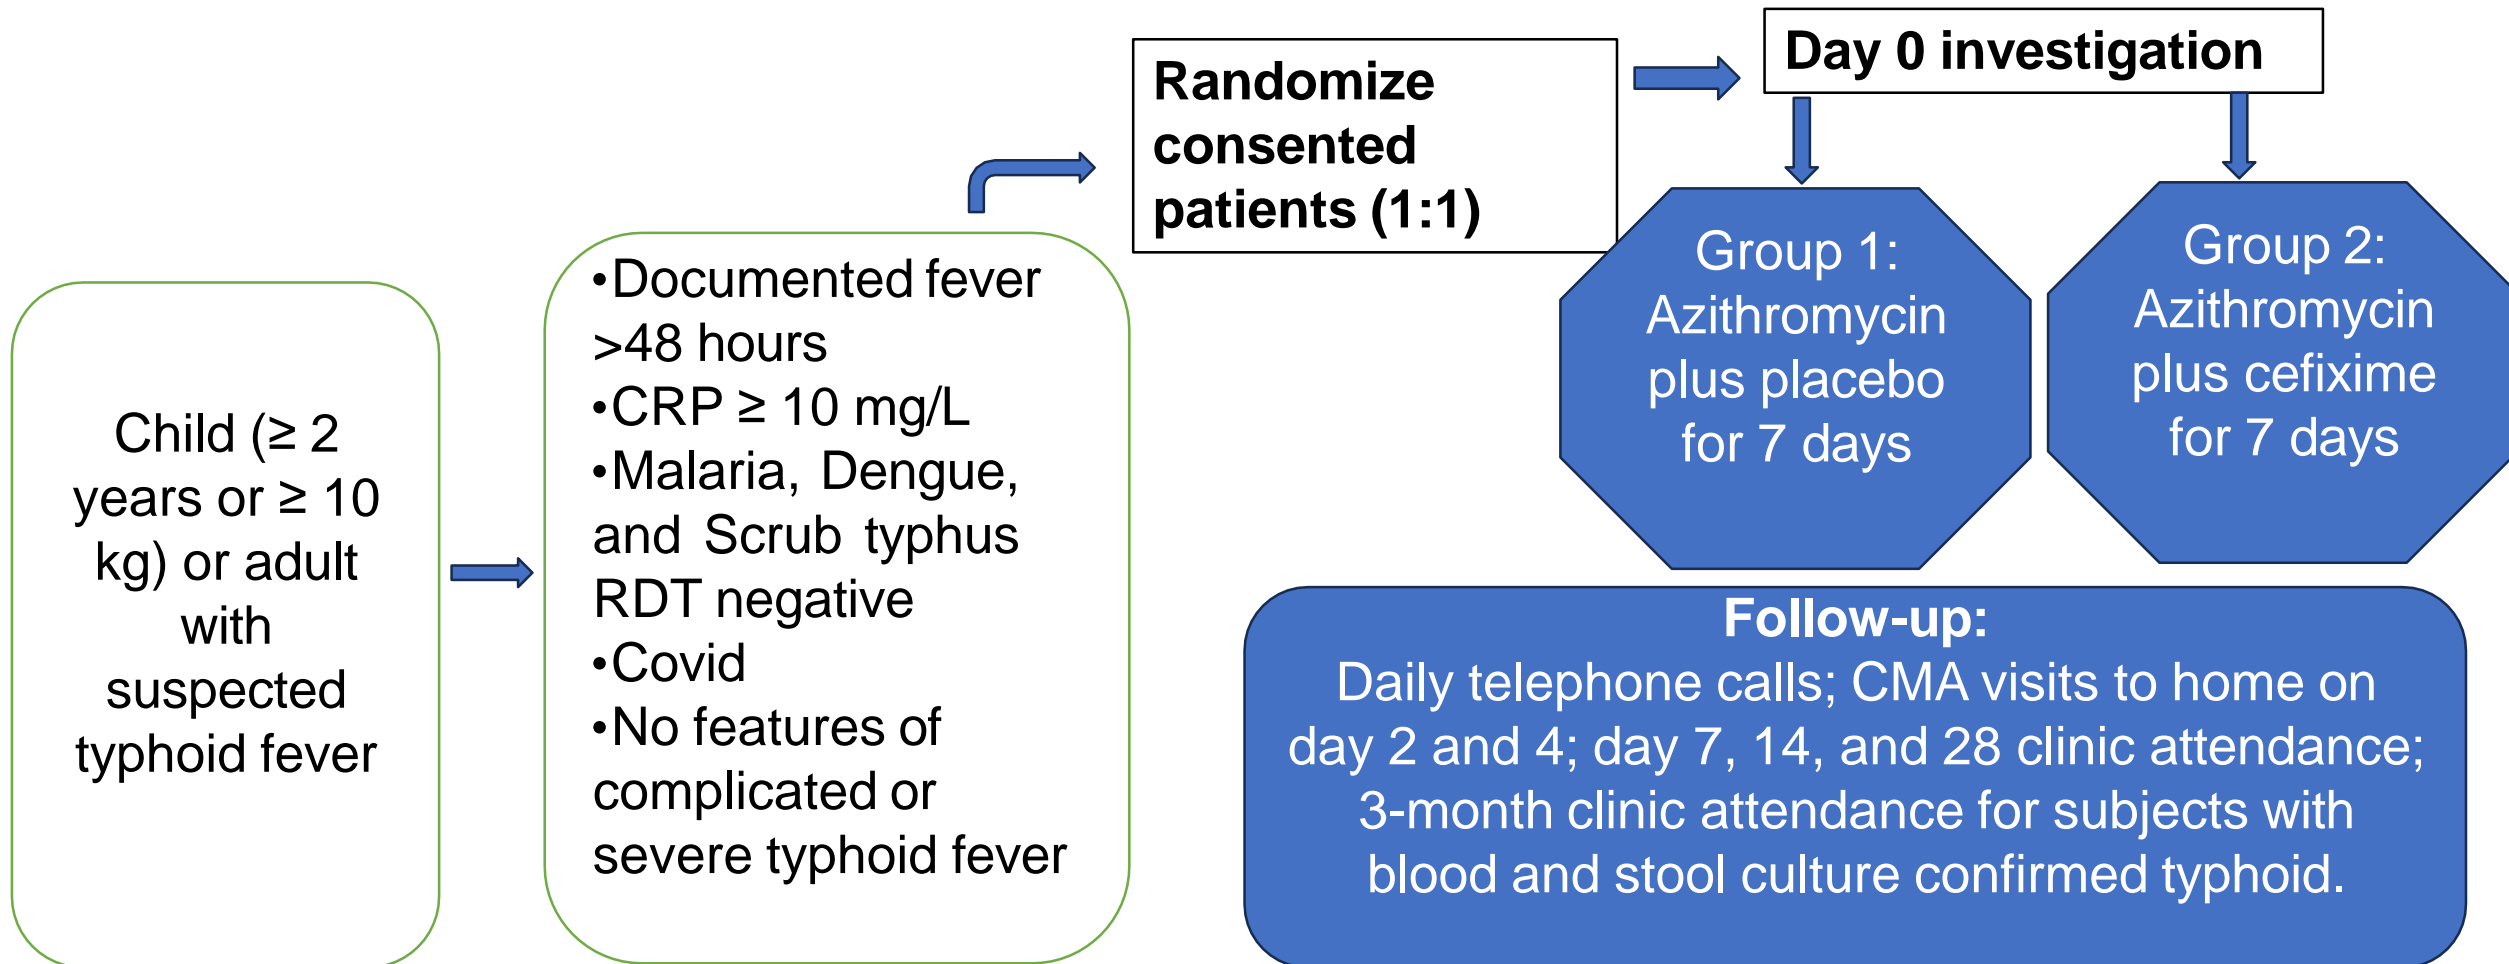 Child (≥ 2
years or ≥ 10
kg) or adult
with
suspected
typhoid fever
•Documented fever
>48 hours
•CRP ≥ 10 mg/L
•Malaria, Dengue,
and Scrub typhus
RDT negative
•Covid
•No features of
complicated or
severe typhoid fever
Randomize
consented
patients (1:1)
Day 0 investigation
Group 1:
Azithromycin
plus placebo
for 7 days
Group 2:
Azithromycin
plus cefixime
for 7 days
Follow-up:
Daily telephone calls; CMA visits to home on
day 2 and 4; day 7, 14, and 28 clinic attendance;
3-month clinic attendance for subjects with
blood and stool culture confirmed typhoid.